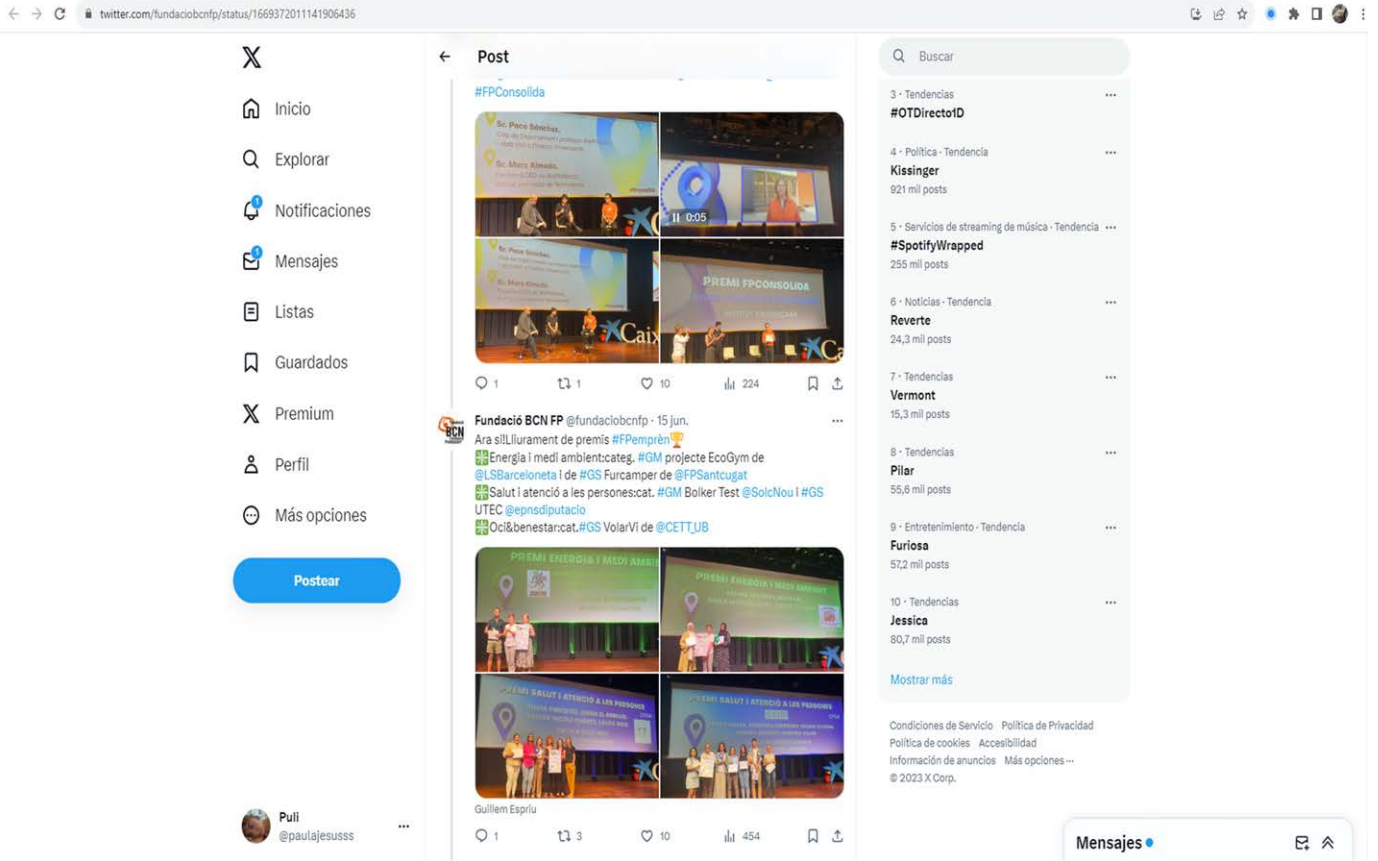 twitter.com/fundaciobcnfp/status/1669372011141906436
Inicio
Explorar
1
Notificaciones
1
Mensajes
Listas
Guardados
Premium
Perfil
Más opciones
Postear
Puli
@paulajesusss
Post
#FPConsolida
Sr. Paco Sánchez.
Sr. Marc Almeda.
0:05
PREMI FPCONSOLIDA
Caix
Ca
1
1
10
224
Fundació BCN FP @fundaciobcnfp · 15 jun.
Ara si!Lliurament de premis #FPemprèn
Energia i medi ambient:categ. #GM projecte EcoGym de
@LSBarceloneta i de #GS Furcamper de @FPSantcugat
Salut i atenció a les persones:cat. #GM Bolker Test @SolcNou i #GS
UTEC @epnsdiputacio
Oci&benestar:cat.#GS VolarVi de @CETT_UB
BCN
PREMI ENERGIA I MEDI AMBIE
PREMI ENERGIA I MEDI AMBIENT
PREMI SALUT I ATENCIÓ A LES PERSONES
PREMI SALUT I ATENCIÓ A LES PERSONES
Guillem Espriu
1
3
10
454
Buscar
3 · Tendencias
#OTDirecto1D
4 · Política · Tendencia
Kissinger
921 mil posts
5 · Servicios de streaming de música · Tendencia
#SpotifyWrapped
255 mil posts
6 · Noticias · Tendencia
Reverte
24,3 mil posts
7 · Tendencias
Vermont
15,3 mil posts
8 · Tendencias
Pilar
55,6 mil posts
9 · Entretenimiento · Tendencia
Furiosa
57,2 mil posts
10 · Tendencias
Jessica
80,7 mil posts
Mostrar más
Condiciones de Servicio Política de Privacidad
Política de cookies Accesibilidad
Información de anuncios Más opciones ···
© 2023 X Corp.
Mensajes